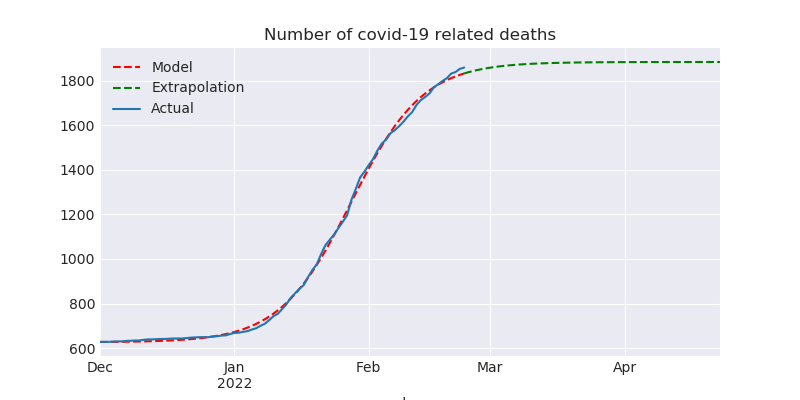 Number of covid-19 related deaths
Model
Extrapolation
Actual
1800
1600
1400
1200
1000
800
600
Dec
Jan
2022
Feb
Mar
Apr